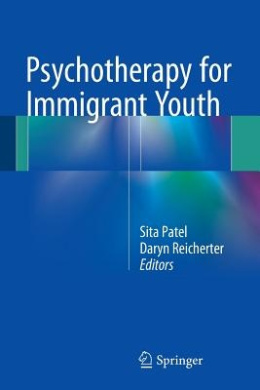 Psychotherapy for
Immigrant Youth
Sita Patel
Daryn Reicherter
Editors
Springer